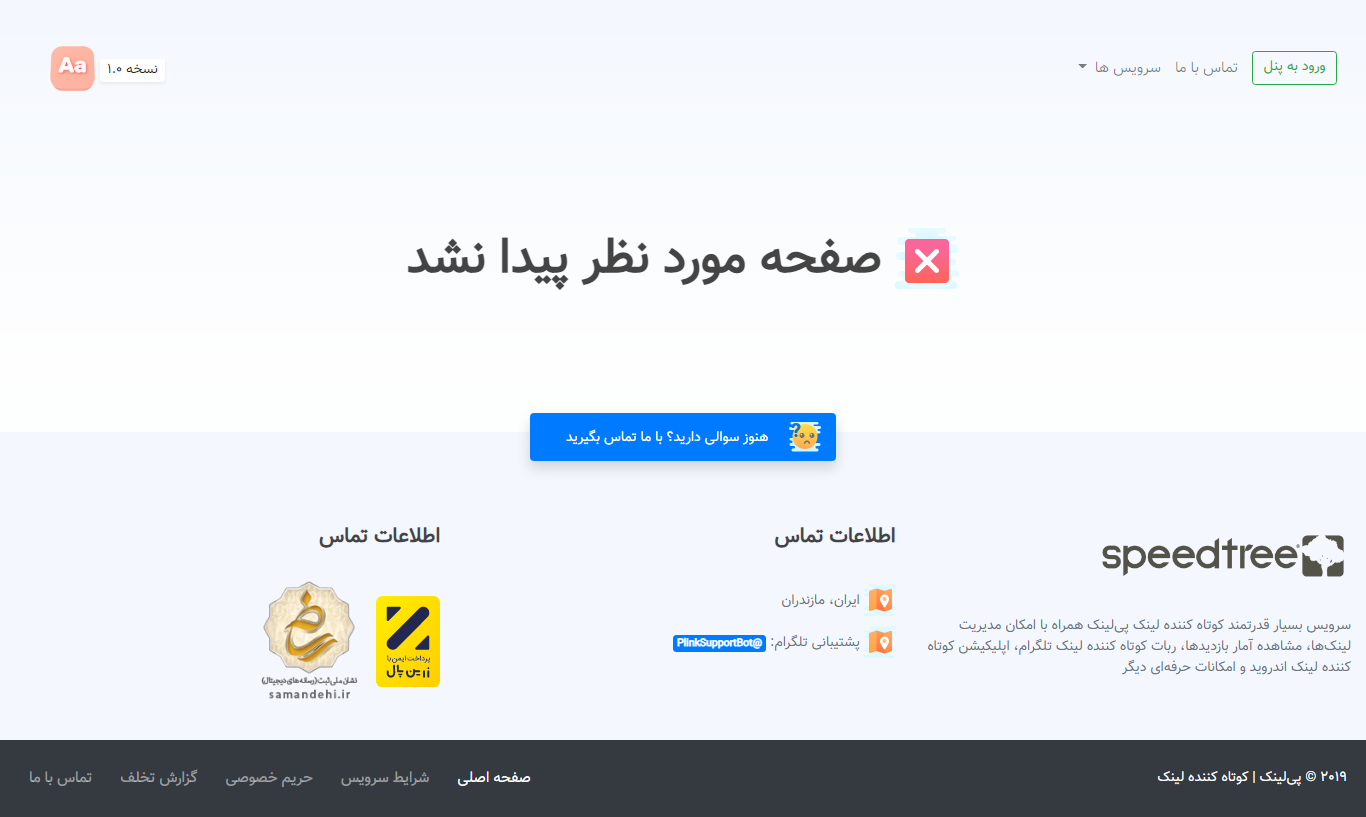 ورود به پنل
تماس با ما
سرویس ها
Aa
نسخه ۱.۰
صفحه مورد نظر پیدا نشد
هنوز سوالی دارید؟ با ما تماس بگیرید
speedtree
سرویس بسیار قدرتمند کوتاه کننده لینک پی‌لینک همراه با امکان مدیریت
لینک‌ها، مشاهده آمار بازدیدها، ربات کوتاه کننده لینک تلگرام، اپلیکیشن کوتاه
کننده لینک اندروید و امکانات حرفه‌ای دیگر
اطلاعات تماس
ایران، مازندران
پشتیبانی تلگرام: @PlinkSupportBot
اطلاعات تماس
پرداخت ایمن با
زرین پال
نشان ملی ثبت (رسانه های دیجیتال)
samandehi.ir
۲۰۱۹ © پی‌لینک | کوتاه کننده لینک
صفحه اصلی
شرایط سرویس
حریم خصوصی
گزارش تخلف
تماس با ما